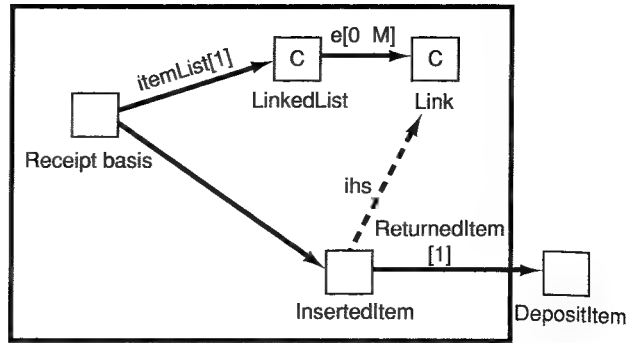 e[0 M]
itemList[1]
C
C
LinkedList
Link
Receipt basis
ihs
ReturnedItem
[1]
InsertedItem
DepositItem